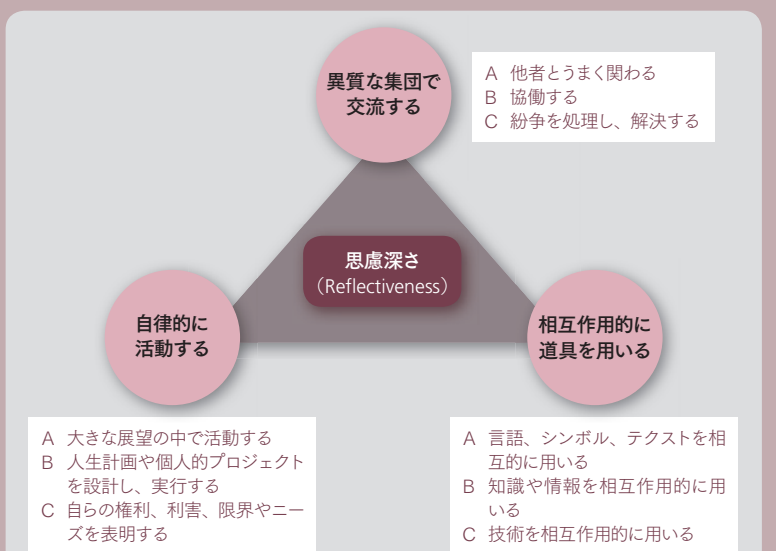 異質な集団で
交流する
A 他者とうまく関わる
B 協働する
C 紛争を処理し、解決する
思慮深さ
（Reflectiveness）
自律的に
活動する
相互作用的に
道具を用いる
A 大きな展望の中で活動する
B 人生計画や個人的プロジェクト
を設計し、実行する
C 自らの権利、利害、限界やニー
ズを表明する
A 言語、シンボル、テクストを相
互的に用いる
B 知識や情報を相互作用的に用
いる
C 技術を相互作用的に用いる